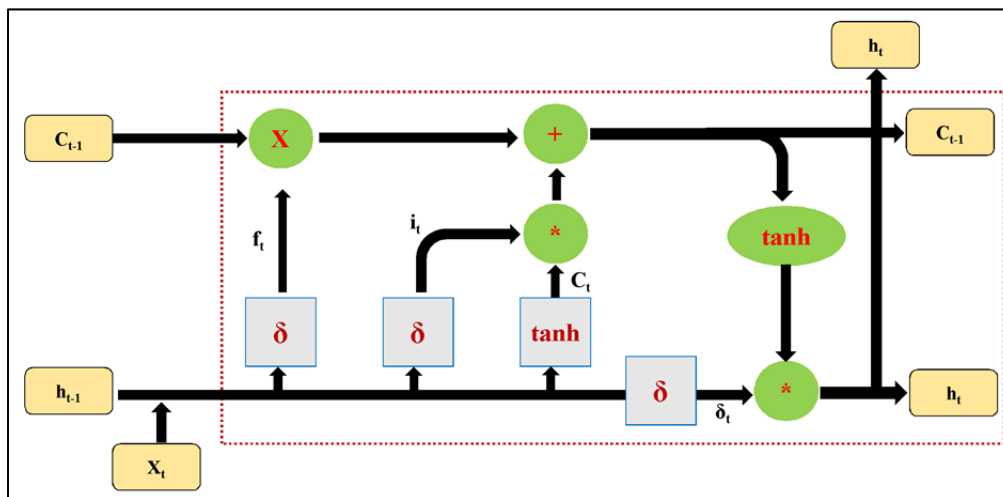 hₜ
Cₜ₋₁
X
+
Cₜ₋₁
fₜ
iₜ
*
tanh
Cₜ
δ
δ
tanh
hₜ₋₁
δ
δₜ
*
hₜ
Xₜ